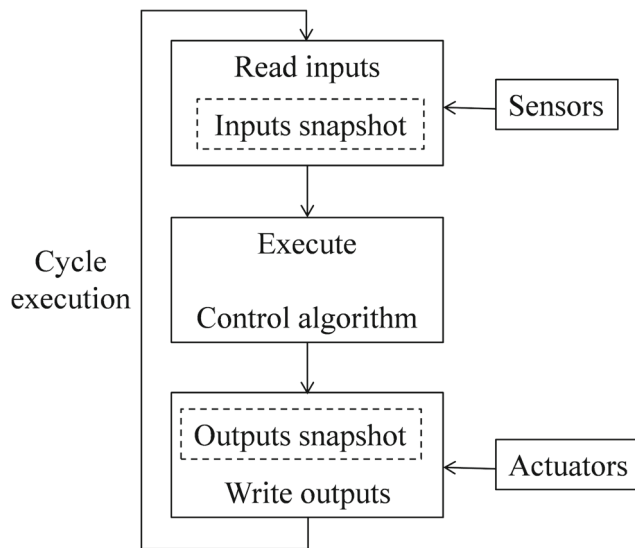 Read inputs
Inputs snapshot
Sensors
Execute
Control algorithm
Cycle
execution
Outputs snapshot
Write outputs
Actuators